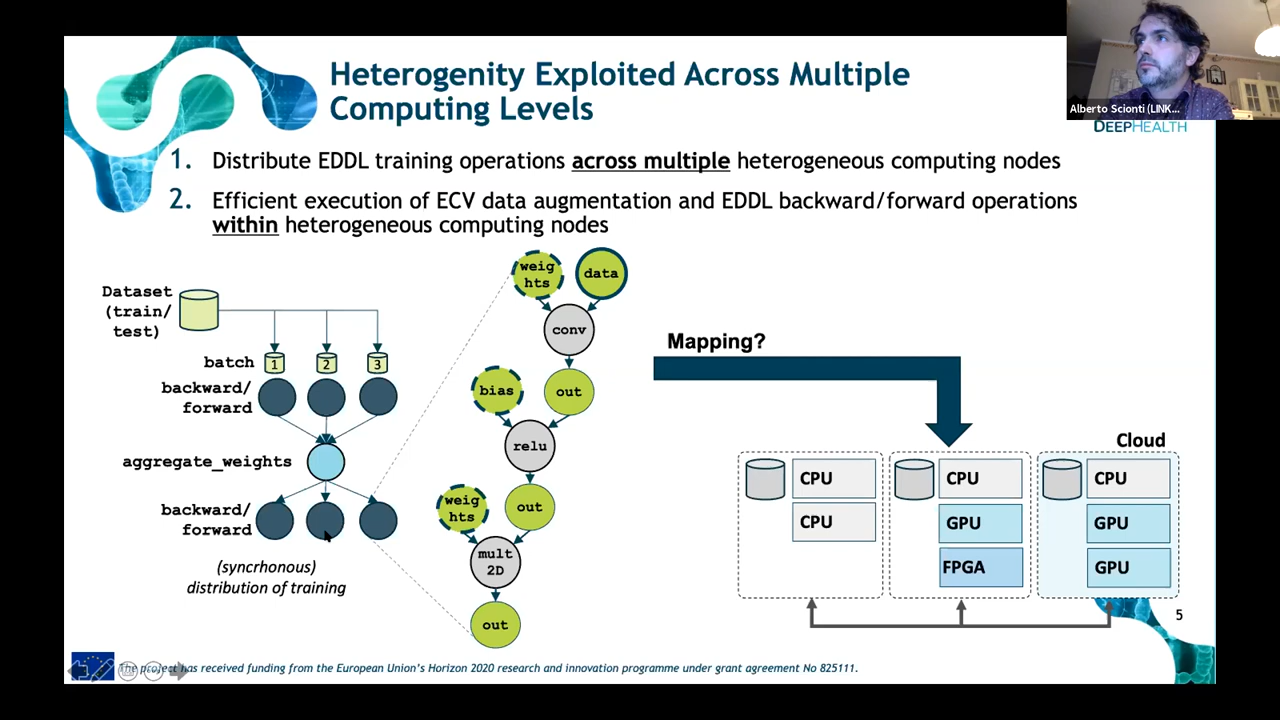 Heterogenity Exploited Across Multiple
Computing Levels
Alberto Scionti (LINK...
DEEPHEALTH
1. Distribute EDDL training operations across multiple heterogeneous computing nodes
2. Efficient execution of ECV data augmentation and EDDL backward/forward operations
within heterogeneous computing nodes
Dataset
(train/
test)
batch
1
2
3
backward/
forward
aggregate_weights
backward/
forward
(syncrhonous)
distribution of training
weig
hts
data
conv
bias
out
relu
weig
hts
out
mult
2D
out
Mapping?
Cloud
CPU
CPU
CPU
GPU
FPGA
CPU
GPU
GPU
5
The project has received funding from the European Union's Horizon 2020 research and innovation programme under grant agreement No 825111.